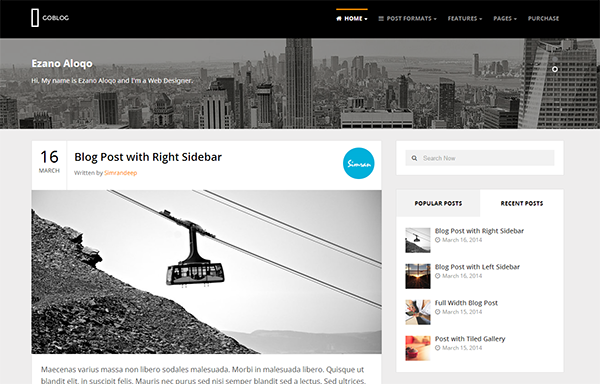 GOBLOG
HOME POST FORMATS FEATURES PAGES PURCHASE
Ezano Aloqo
Hi, My name is Ezano Aloqo and I'm a Web Designer.
16
MARCH
Blog Post with Right Sidebar
Written by Simrandeep
Simran
Maecenas varius massa non libero sodales malesuada. Morbi in malesuada libero. Quisque ut
blandit elit, in suscipit felis. Mauris nec purus sed nisi semper blandit sed a lectus. Sed ultrices,
Search Now
POPULAR POSTS RECENT POSTS
Blog Post with Right Sidebar
March 16, 2014
Blog Post with Left Sidebar
March 16, 2014
Full Width Blog Post
March 15, 2014
Post with Tiled Gallery
March 15, 2014